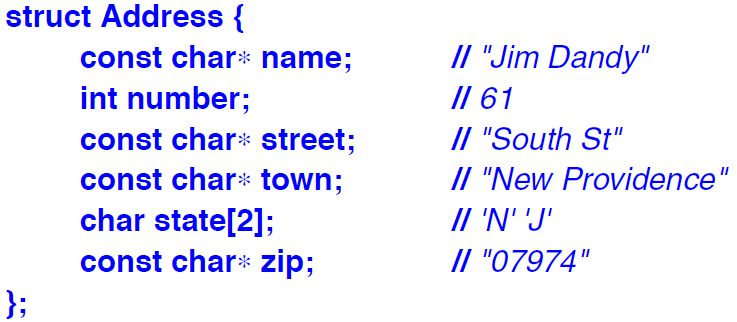 struct Address {
const char∗ name; // "Jim Dandy"
int number; // 61
const char∗ street; // "South St"
const char∗ town; // "New Providence"
char state[2]; // 'N' 'J'
const char∗ zip; // "07974"
};